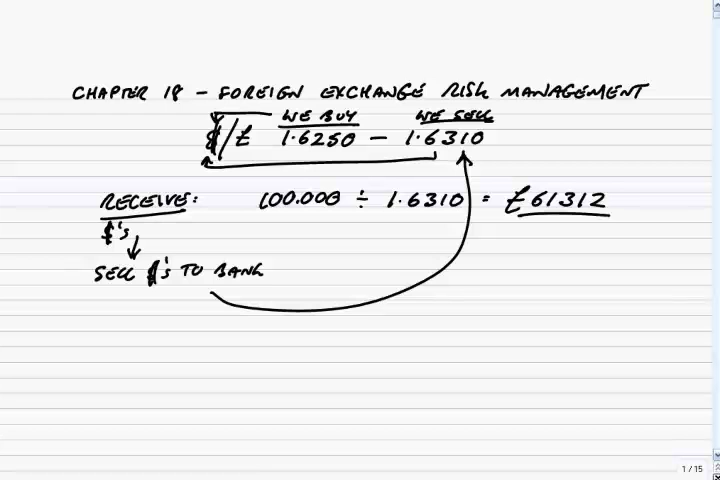 CHAPTER 18 - FOREIGN EXCHANGE RISK MANAGEMENT
WE BUY WE SELL
$/£ 1.6250 - 1.6310
RECEIVE: 100.000 ÷ 1.6310 = £61312
$'s
SELL $'s TO BANK
1 / 15